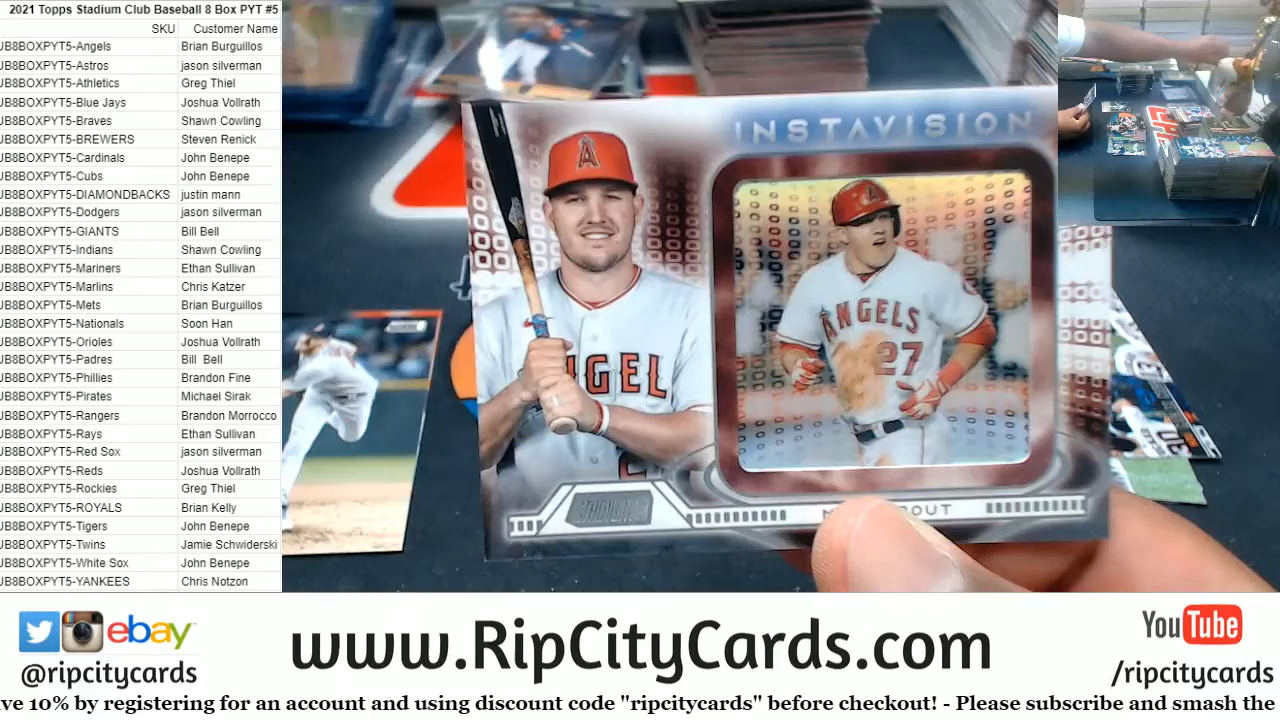 2021 Topps Stadium Club Baseball 8 Box PYT #5
SKU Customer Name
JB8BOXPYT5-Angels Brian Burguillos
JB8BOXPYT5-Astros jason silverman
JB8BOXPYT5-Athletics Greg Thiel
JB8BOXPYT5-Blue Jays Joshua Vollrath
JB8BOXPYT5-Braves Shawn Cowling
JB8BOXPYT5-BREWERS Steven Renick
JB8BOXPYT5-Cardinals John Benepe
JB8BOXPYT5-Cubs John Benepe
JB8BOXPYT5-DIAMONDBACKS justin mann
JB8BOXPYT5-Dodgers jason silverman
JB8BOXPYT5-GIANTS Bill Bell
JB8BOXPYT5-Indians Shawn Cowling
JB8BOXPYT5-Mariners Ethan Sullivan
JB8BOXPYT5-Marlins Chris Katzer
JB8BOXPYT5-Mets Brian Burguillos
JB8BOXPYT5-Nationals Soon Han
JB8BOXPYT5-Orioles Joshua Vollrath
JB8BOXPYT5-Padres Bill Bell
JB8BOXPYT5-Phillies Brandon Fine
JB8BOXPYT5-Pirates Michael Sirak
JB8BOXPYT5-Rangers Brandon Morrocco
JB8BOXPYT5-Rays Ethan Sullivan
JB8BOXPYT5-Red Sox jason silverman
JB8BOXPYT5-Reds Joshua Vollrath
JB8BOXPYT5-Rockies Greg Thiel
JB8BOXPYT5-ROYALS Brian Kelly
JB8BOXPYT5-Tigers John Benepe
JB8BOXPYT5-Twins Jamie Schwiderski
JB8BOXPYT5-White Sox John Benepe
JB8BOXPYT5-YANKEES Chris Notzon
INSTAVISION
A
A
ANGELS
27
NGEL
STADIUM
OUT
ebay
@ripcitycards
www.RipCityCards.com
YouTube
/ripcitycards
ve 10% by registering for an account and using discount code "ripcitycards" before checkout! - Please subscribe and smash the